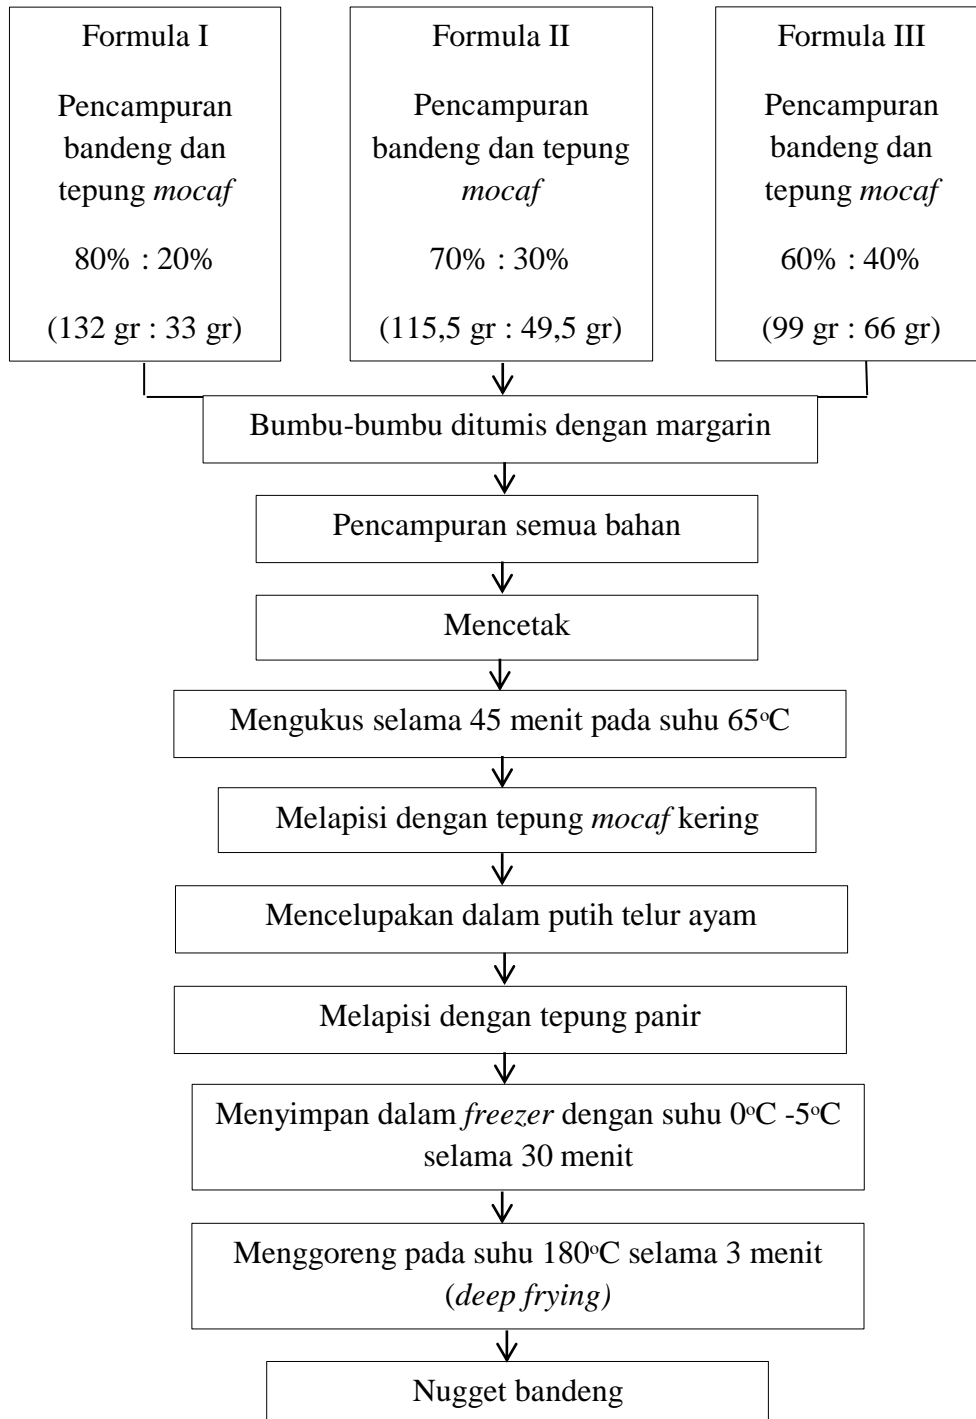 Formula I
Pencampuran
bandeng dan
tepung mocaf
80% : 20%
(132 gr : 33 gr)
Formula II
Pencampuran
bandeng dan tepung
mocaf
70% : 30%
(115,5 gr : 49,5 gr)
Formula III
Pencampuran
bandeng dan
tepung mocaf
60% : 40%
(99 gr : 66 gr)
Bumbu-bumbu ditumis dengan margarin
Pencampuran semua bahan
Mencetak
Mengukus selama 45 menit pada suhu 65°C
Melapisi dengan tepung mocaf kering
Mencelupakan dalam putih telur ayam
Melapisi dengan tepung panir
Menyimpan dalam freezer dengan suhu 0°C -5°C
selama 30 menit
Menggoreng pada suhu 180°C selama 3 menit
(deep frying)
Nugget bandeng